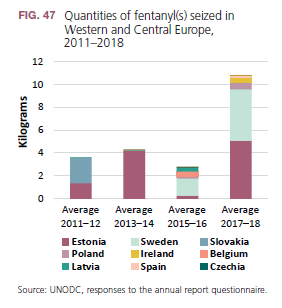 FIG. 47 Quantities of fentanyl(s) seized in
Western and Central Europe,
2011–2018
Kilograms
12
10
8
6
4
2
0
Average Average Average Average
2011–12 2013–14 2015–16 2017–18
Estonia Sweden Slovakia
Poland Ireland Belgium
Latvia Spain Czechia
Source: UNODC, responses to the annual report questionnaire.